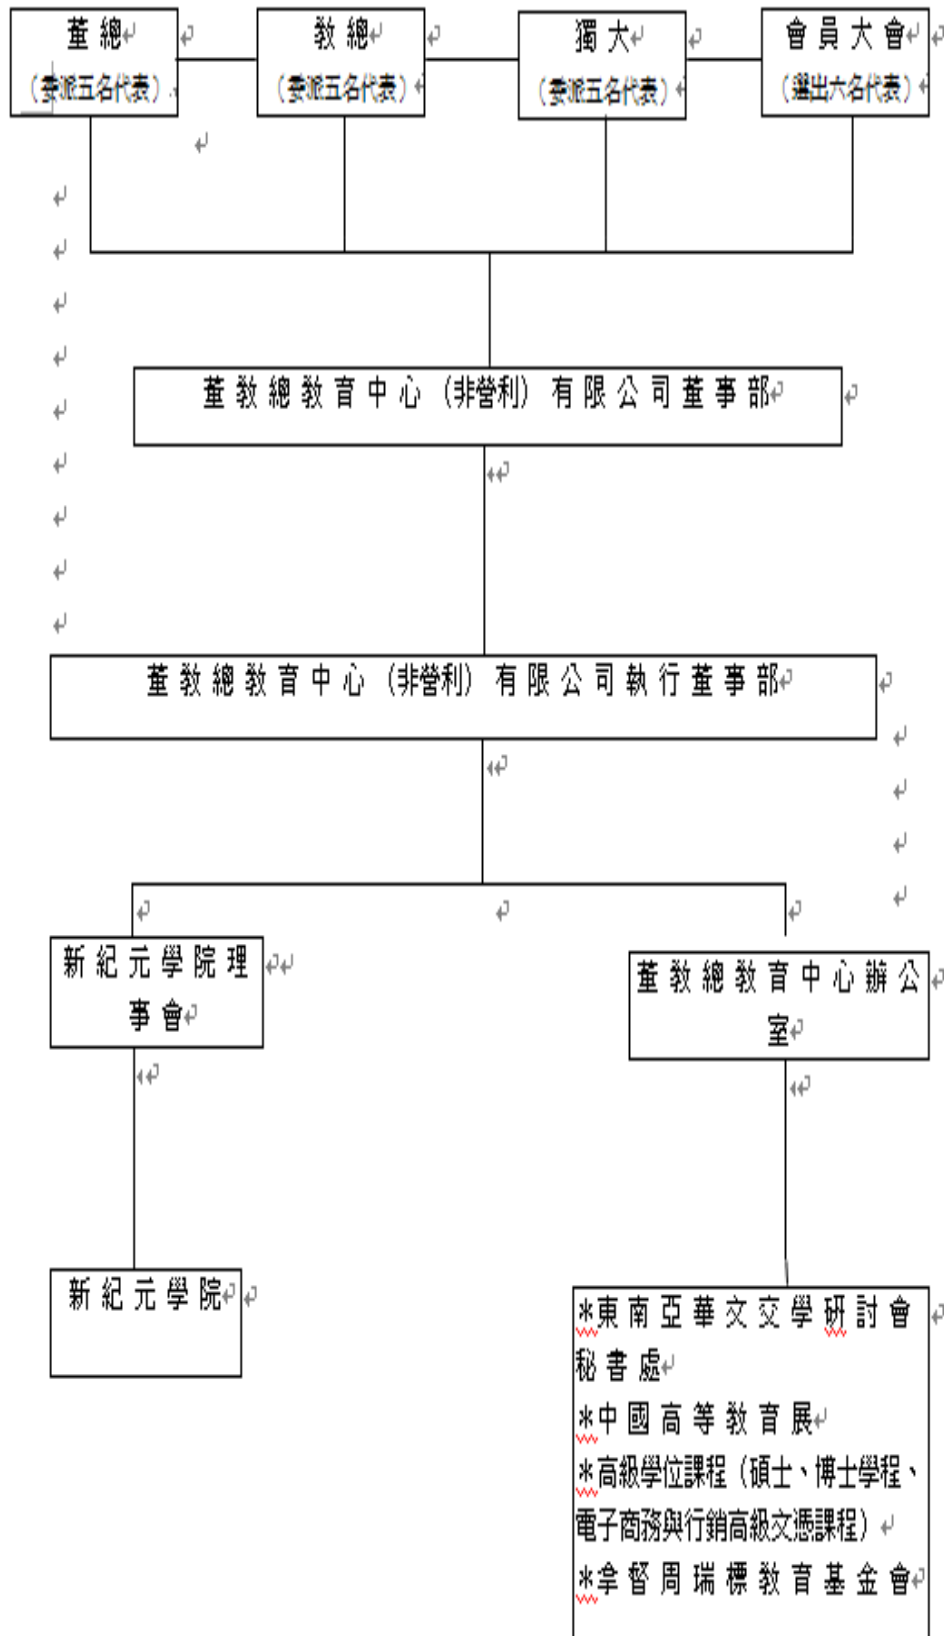 董總
(委派五名代表)
教總
(委派五名代表)
獨大
(委派五名代表)
會員大會
(選出六名代表)
董教總教育中心（非營利）有限公司董事部
董教總教育中心（非營利）有限公司執行董事部
新紀元學院理
事會
董教總教育中心辦公
室
新紀元學院
*東南亞華文交學研討會
秘書處
*中國高等教育展
*高級學位課程（碩士、博士學程、
電子商務與行銷高級文憑課程）
*拿督周瑞標教育基金會